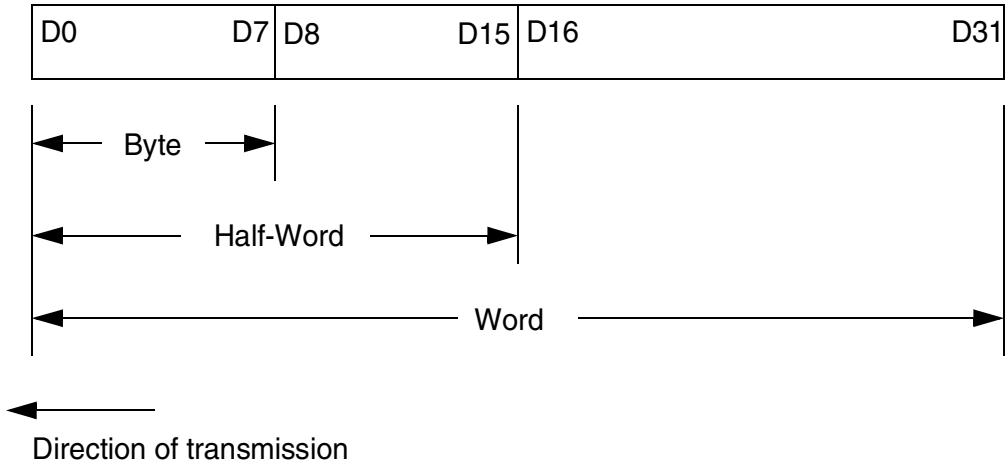 D0 D7 D8 D15 D16 D31
Byte
Half-Word
Word
Direction of transmission